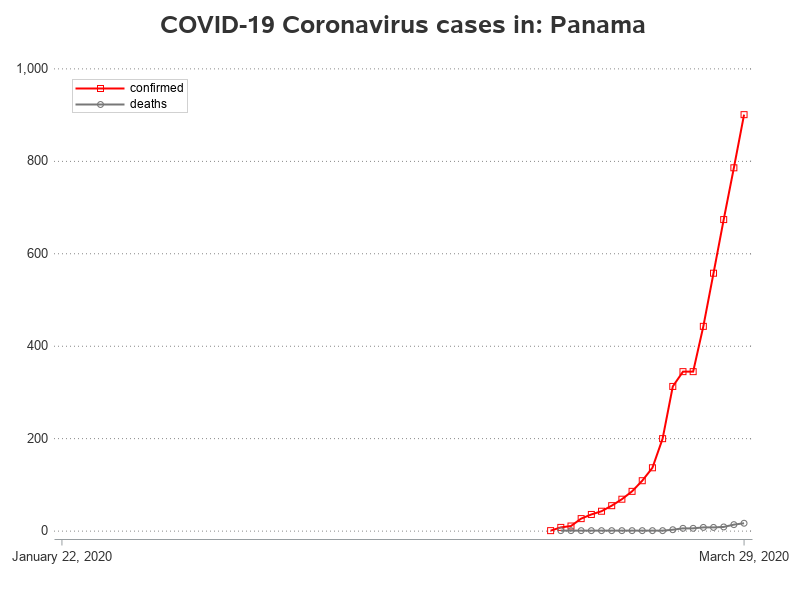 COVID-19 Coronavirus cases in: Panama
1,000
confirmed
deaths
800
600
400
200
0
January 22, 2020
March 29, 2020